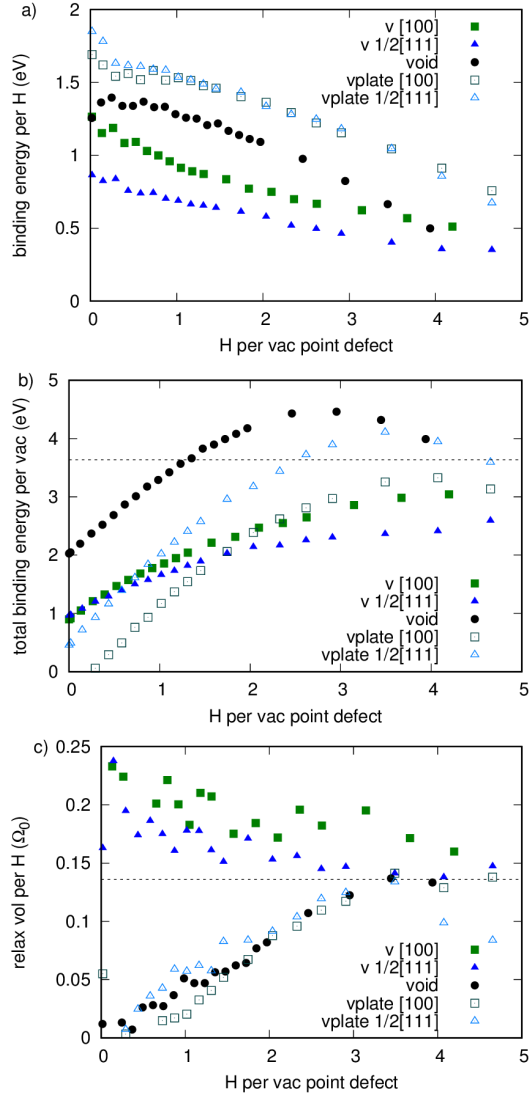 a)
binding energy per H (eV)
2
1.5
1
0.5
0
0 1 2 3 4 5
H per vac point defect
v [100]
v 1/2[111]
void
vplate [100]
vplate 1/2[111]
b)
total binding energy per vac (eV)
5
4
3
2
1
0
0 1 2 3 4 5
H per vac point defect
v [100]
v 1/2[111]
void
vplate [100]
vplate 1/2[111]
c)
relax vol per H (Ω0)
0.25
0.2
0.15
0.1
0.05
0
0 1 2 3 4 5
H per vac point defect
v [100]
v 1/2[111]
void
vplate [100]
vplate 1/2[111]